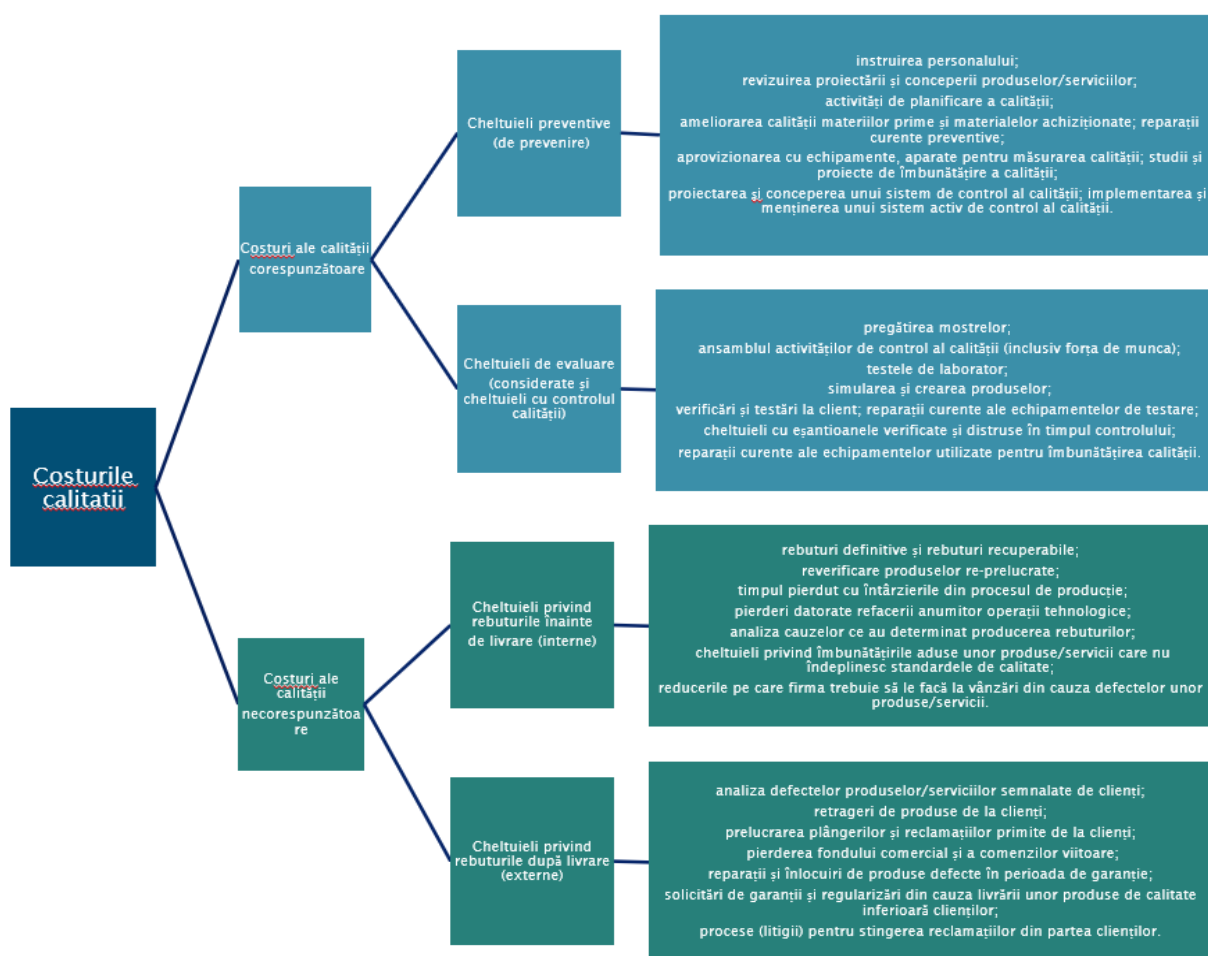 Costurile
calitatii
Costuri ale calității
corespunzătoare
Cheltuieli preventive
(de prevenire)
instruirea personalului;
revizuirea proiectării și conceperii produselor/serviciilor;
activități de planificare a calității;
ameliorarea calității materiilor prime și materialelor achiziționate; reparații
curente preventive;
aprovizionarea cu echipamente, aparate pentru măsurarea calității; studii și
proiecte de îmbunătățire a calității;
proiectarea și conceperea unui sistem de control al calității; implementarea și
menținerea unui sistem activ de control al calității.
Cheltuieli de evaluare
(considerate și
cheltuieli cu controlul
calității)
pregătirea mostrelor;
ansamblul activităților de control al calității (inclusiv forța de munca);
testele de laborator;
simularea și crearea produselor;
verificări și testări la client; reparații curente ale echipamentelor de testare;
cheltuieli cu eșantioanele verificate și distruse în timpul controlului;
reparații curente ale echipamentelor utilizate pentru îmbunătățirea calității.
Costuri ale
calității
necorespunzătoa
re
Cheltuieli privind
rebuturile înainte
de livrare (interne)
rebuturi definitive și rebuturi recuperabile;
reverificare produselor re-prelucrate;
timpul pierdut cu întârzierile din procesul de producție;
pierderi datorate refacerii anumitor operații tehnologice;
analiza cauzelor ce au determinat producerea rebuturilor;
cheltuieli privind îmbunătățirile aduse unor produse/servicii care nu
îndeplinesc standardele de calitate;
reducerile pe care firma trebuie să le facă la vânzări din cauza defectelor unor
produse/servicii.
Cheltuieli privind
rebuturile după livrare
(externe)
analiza defectelor produselor/serviciilor semnalate de clienți;
retrageri de produse de la clienți;
prelucrarea plângerilor și reclamațiilor primite de la clienți;
pierderea fondului comercial și a comenzilor viitoare;
reparații și înlocuiri de produse defecte în perioada de garanție;
solicitări de garanții și regularizări din cauza livrării unor produse de calitate
inferioară clienților;
procese (litigii) pentru stingerea reclamațiilor din partea clienților.